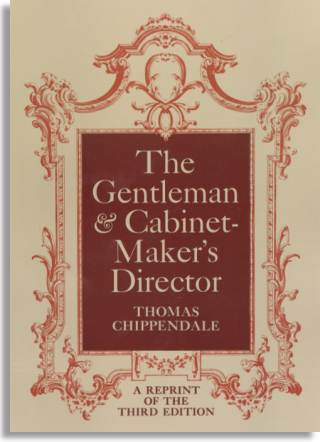 The
Gentleman
& Cabinet-
Maker's
Director
THOMAS
CHIPPENDALE
A REPRINT
OF THE
THIRD EDITION